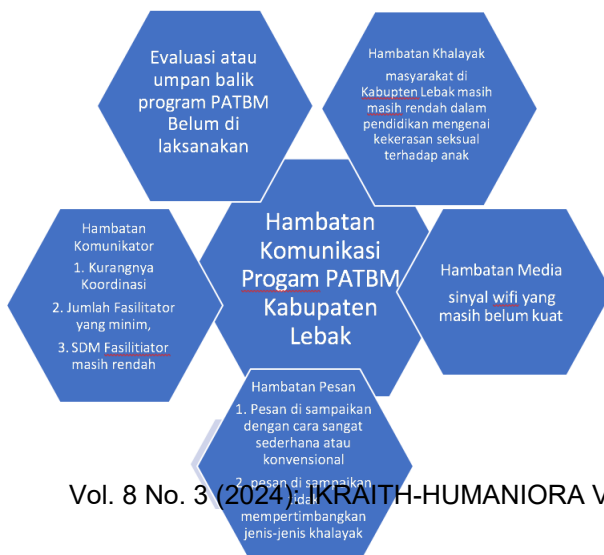 Evaluasi atau
umpan balik
program PATBM
Belum di
laksanakan
Hambatan Khalayak
masyarakat di
Kabupten Lebak masih
masih rendah dalam
pendidikan mengenai
kekerasan seksual
terhadap anak
Hambatan
Komunikator
1. Kurangnya
Koordinasi
2. Jumlah Fasilitator
yang minim,
3. SDM Fasilitiator
masih rendah
Hambatan
Komunikasi
Progam PATBM
Kabupaten
Lebak
Hambatan Media
sinyal wifi yang
masih belum kuat
Hambatan Pesan
1. Pesan di sampaikan
dengan cara sangat
sederhana atau
konvensional
2. pesan di sampaikan
tidak
mempertimbangkan
jenis-jenis khalayak
Vol. 8 No. 3 (2024): IKRAITH-HUMANIORA V